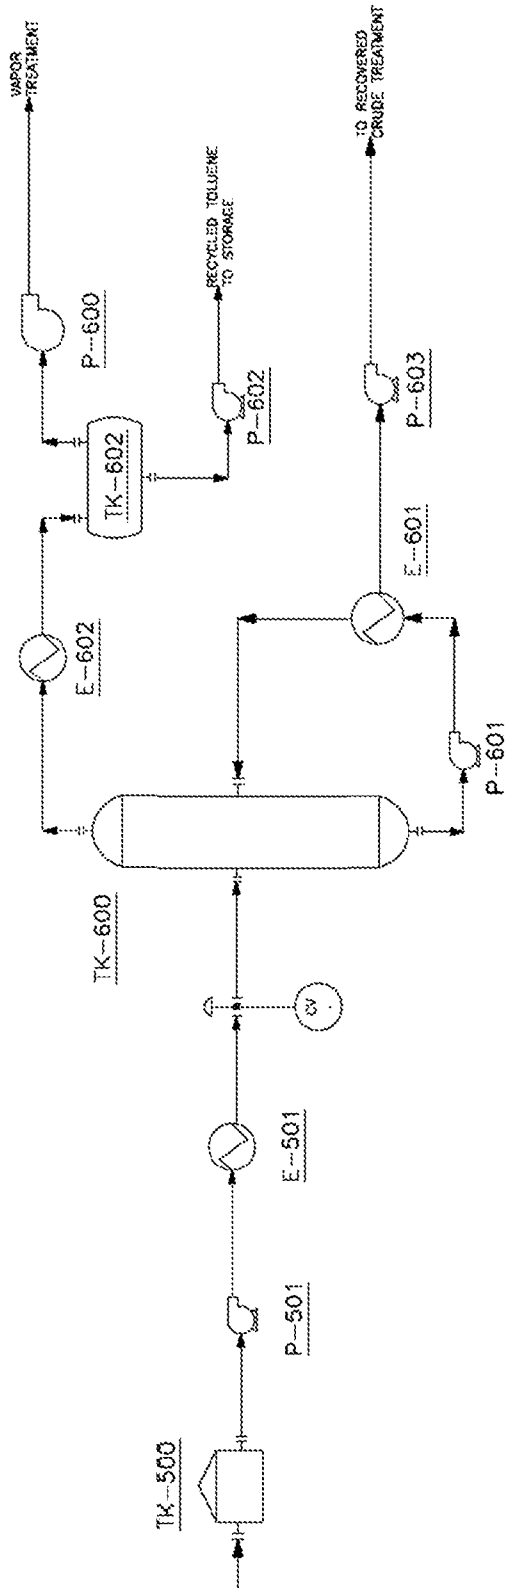 TK-500
P-501
E-501
CV
TK-600
E-602
TK-602
P-600
VAPOR
TREATMENT
P-602
RECYCLED TOLUENE
TO STORAGE
P-601
E-601
P-603
TO RECOVERED
CRUDE TREATMENT